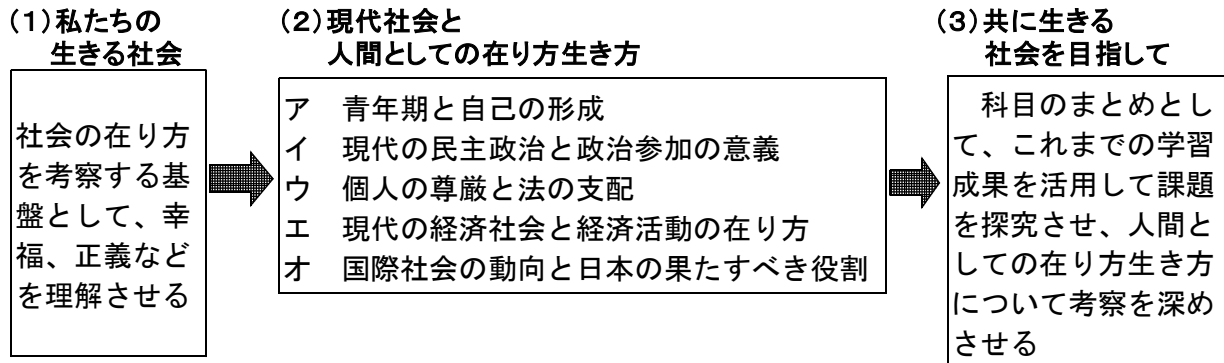 (1)私たちの
生きる社会
社会の在り方
を考察する基
盤として、幸
福、正義など
を理解させる
(2)現代社会と
人間としての在り方生き方
ア 青年期と自己の形成
イ 現代の民主政治と政治参加の意義
ウ 個人の尊厳と法の支配
エ 現代の経済社会と経済活動の在り方
オ 国際社会の動向と日本の果たすべき役割
(3)共に生きる
社会を目指して
科目のまとめとし
て、これまでの学習
成果を活用して課題
を探究させ、人間と
しての在り方生き方
について考察を深め
させる